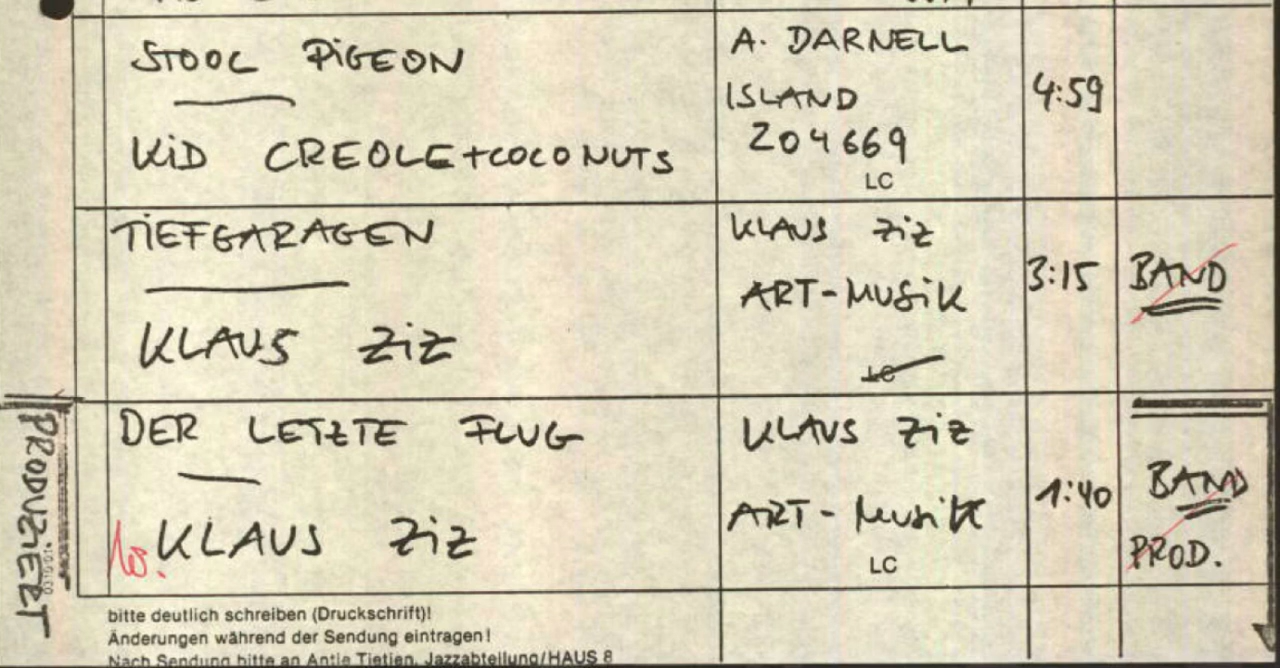 STOOL PiGEON
A. DARNELL
ISLAND
204669
LC
4:59
KiD CREOLE+COCONUTS
TiEFGARAGEN
KLAUS ZiZ
KLAUS ZiZ
ART-MUSiK
LC
3:15
BAND
DER LETZTE FLUG
KLAUS ZiZ
KLAUS ZiZ
ART-MUSiK
LC
1:40
BAND
PROD.
PRODUZiERT
bitte deutlich schreiben (Druckschrift)!
Änderungen während der Sendung eintragen!
Nach Sendung bitte an Antje Tietjen, Jazzabteilung/HAUS 8